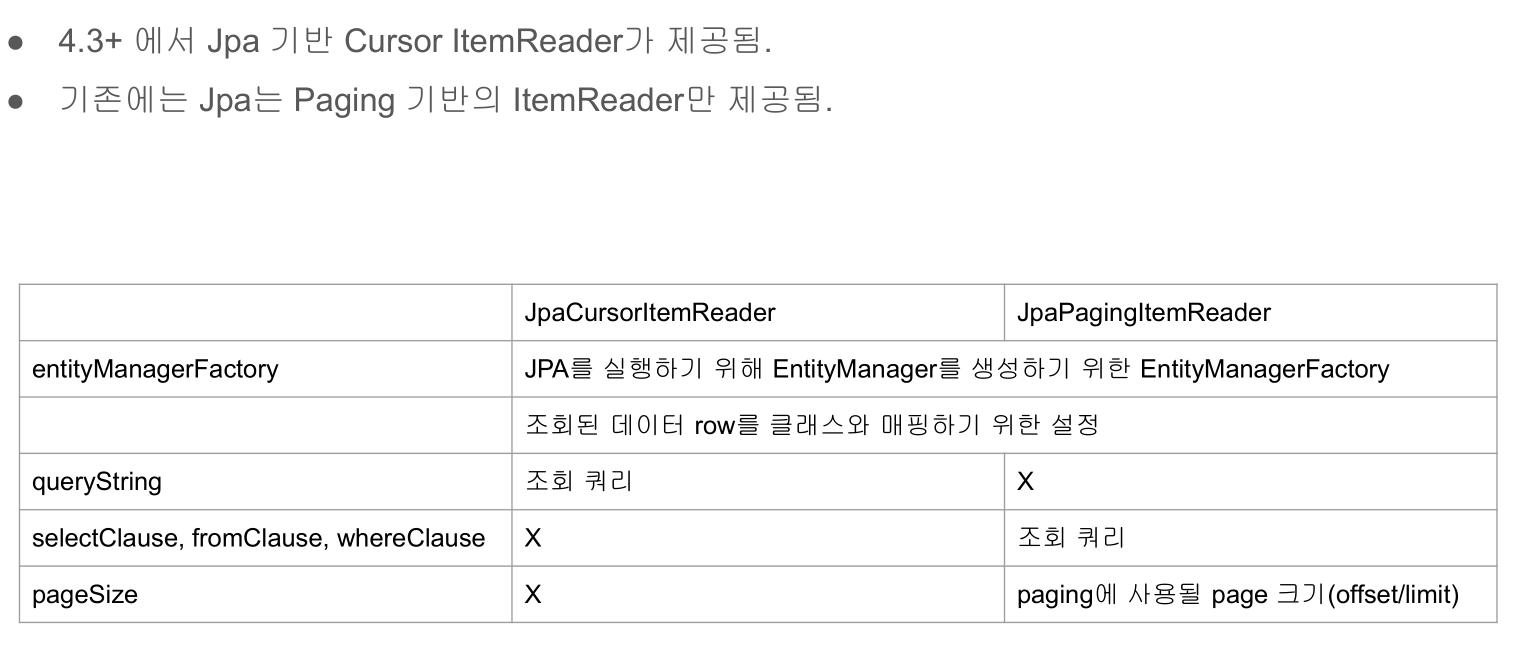 ● 4.3+ 에서 Jpa 기반 Cursor ItemReader가 제공됨.
● 기존에는 Jpa는 Paging 기반의 ItemReader만 제공됨.
JpaCursorItemReader JpaPagingItemReader
entityManagerFactory JPA를 실행하기 위해 EntityManager를 생성하기 위한 EntityManagerFactory
조회된 데이터 row를 클래스와 매핑하기 위한 설정
queryString 조회 쿼리 X
selectClause, fromClause, whereClause X 조회 쿼리
pageSize X paging에 사용될 page 크기(offset/limit)